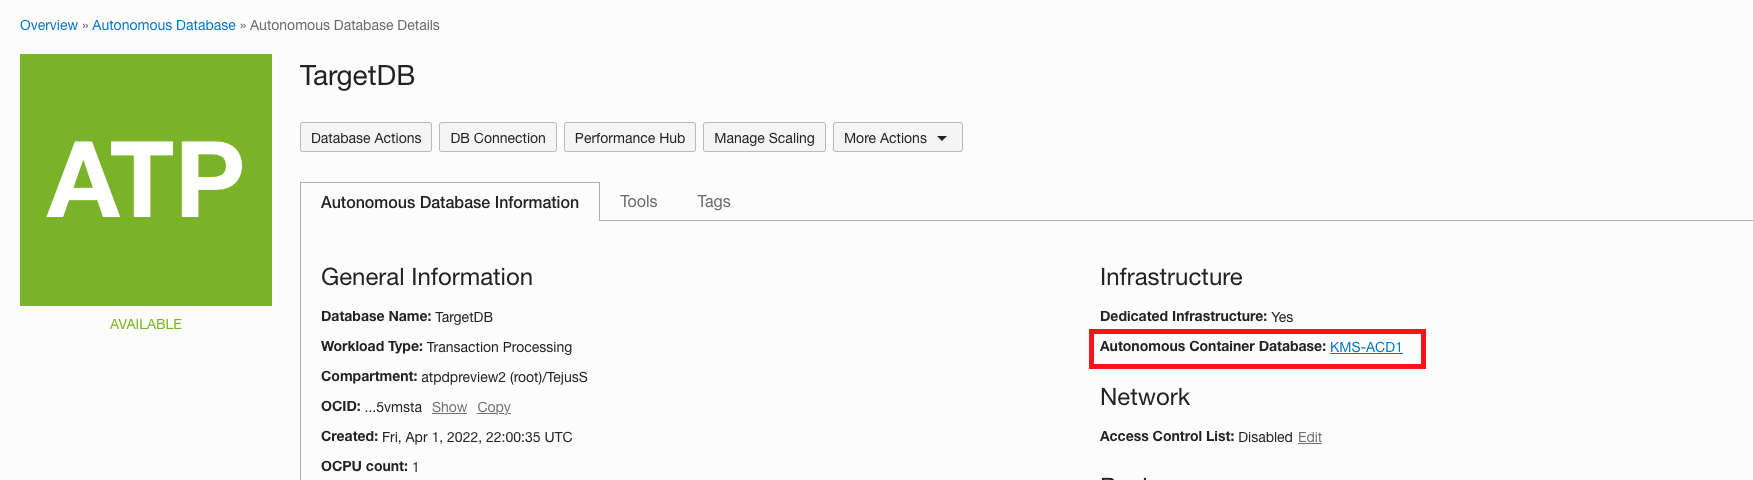 Overview » Autonomous Database » Autonomous Database Details
ATP
AVAILABLE
TargetDB
Database Actions
DB Connection
Performance Hub
Manage Scaling
More Actions
Autonomous Database Information
Tools
Tags
General Information
Database Name: TargetDB
Workload Type: Transaction Processing
Compartment: atpdpreview2 (root)/TejusS
OCID: ...5vmsta Show Copy
Created: Fri, Apr 1, 2022, 22:00:35 UTC
OCPU count: 1
Infrastructure
Dedicated Infrastructure: Yes
Autonomous Container Database: KMS-ACD1
Network
Access Control List: Disabled Edit